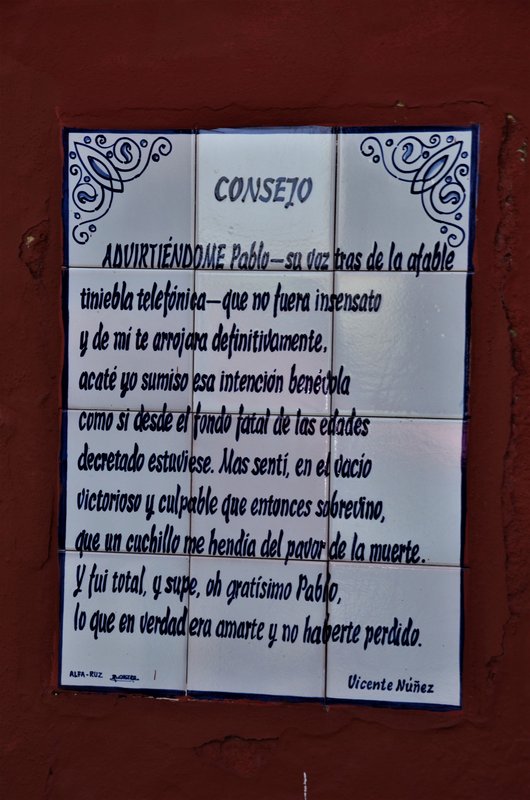 CONSEJO
ADVIRTIÉNDOME Pablo—su voz tras de la afable
tiniebla telefónica—que no fuera insensato
y de mí te arrojara definitivamente,
acaté yo sumiso esa intención benévola
como si desde el fondo fatal de las edades
decretado estuviese. Mas sentí, en el vacío
victorioso y culpable que entonces sobrevino,
que un cuchillo me hendía del pavor de la muerte.
Y fui total, y supe, oh gratísimo Pablo,
lo que en verdad era amarte y no haberte perdido.
ALFA-RUZ
Vicente Núñez